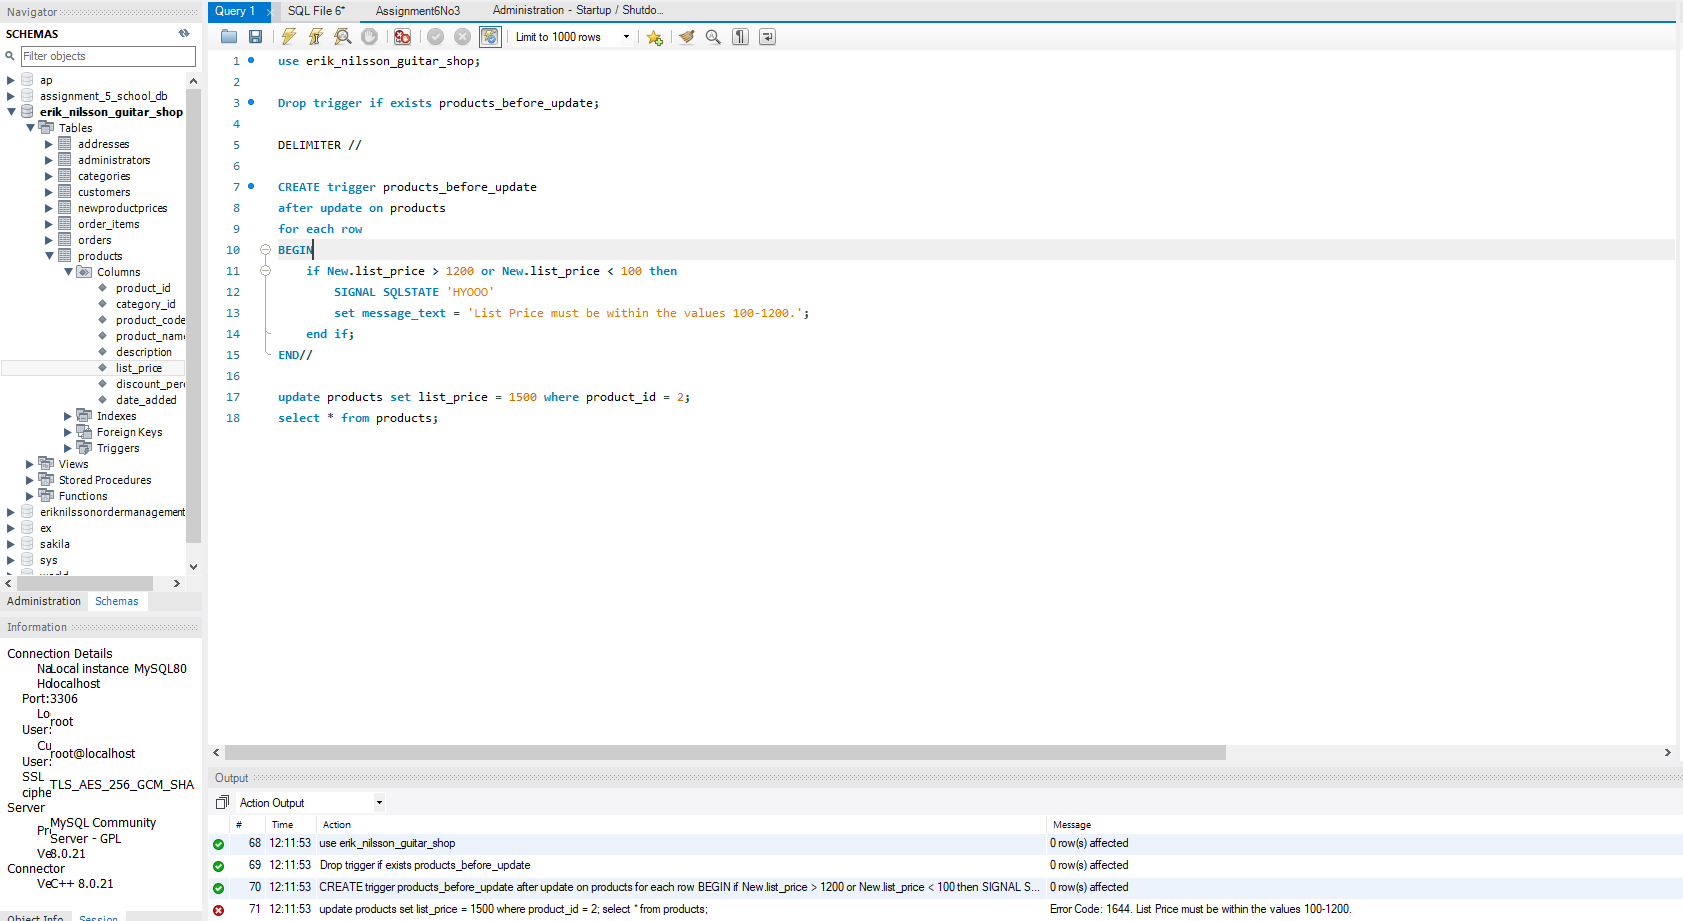 Navigator
SCHEMAS
Filter objects
ap
assignment_5_school_db
erik_nilsson_guitar_shop
Tables
addresses
administrators
categories
customers
newproductprices
order_items
orders
products
Columns
product_id
category_id
product_code
product_nam
description
list_price
discount_per
date_added
Indexes
Foreign Keys
Triggers
Views
Stored Procedures
Functions
eriknilssonordermanagement
ex
sakila
sys
world
Administration Schemas
Information
Connection Details
Na Local instance MySQL80
Ho localhost
Port: 3306
Lo root
User:
Cu root@localhost
User:
SSL TLS_AES_256_GCM_SHA
ciphe
Server
Pr MySQL Community
Server - GPL
Ve 8.0.21
Connector
Ve C++ 8.0.21
Object Info Session
Query 1 SQL File 6* Assignment6No3 Administration - Startup / Shutdo...
Limit to 1000 rows
1 use erik_nilsson_guitar_shop;
2
3 Drop trigger if exists products_before_update;
4
5 DELIMITER //
6
7 CREATE trigger products_before_update
8 after update on products
9 for each row
10 BEGIN
11 if New.list_price > 1200 or New.list_price < 100 then
12 SIGNAL SQLSTATE 'HYOOO'
13 set message_text = 'List Price must be within the values 100-1200.';
14 end if;
15 END//
16
17 update products set list_price = 1500 where product_id = 2;
18 select * from products;
Output
Action Output
# Time Action Message
68 12:11:53 use erik_nilsson_guitar_shop 0 row(s) affected
69 12:11:53 Drop trigger if exists products_before_update 0 row(s) affected
70 12:11:53 CREATE trigger products_before_update after update on products for each row BEGIN if New.list_price > 1200 or New.list_price < 100 then SIGNAL S... 0 row(s) affected
71 12:11:53 update products set list_price = 1500 where product_id = 2; select * from products; Error Code: 1644. List Price must be within the values 100-1200.